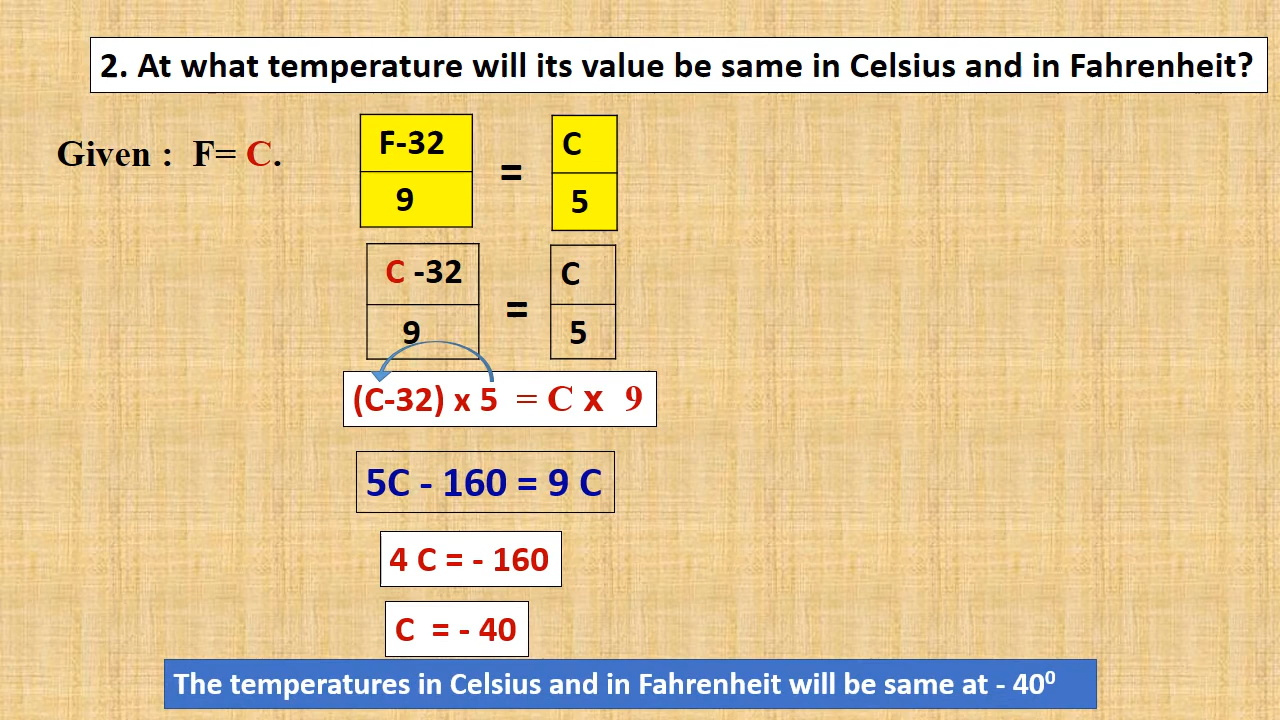 2. At what temperature will its value be same in Celsius and in Fahrenheit?
Given : F= C.
F-32
9
=
C
5
C -32
9
=
C
5
(C-32) x 5 = C x 9
5C - 160 = 9 C
4 C = - 160
C = - 40
The temperatures in Celsius and in Fahrenheit will be same at - 40⁰